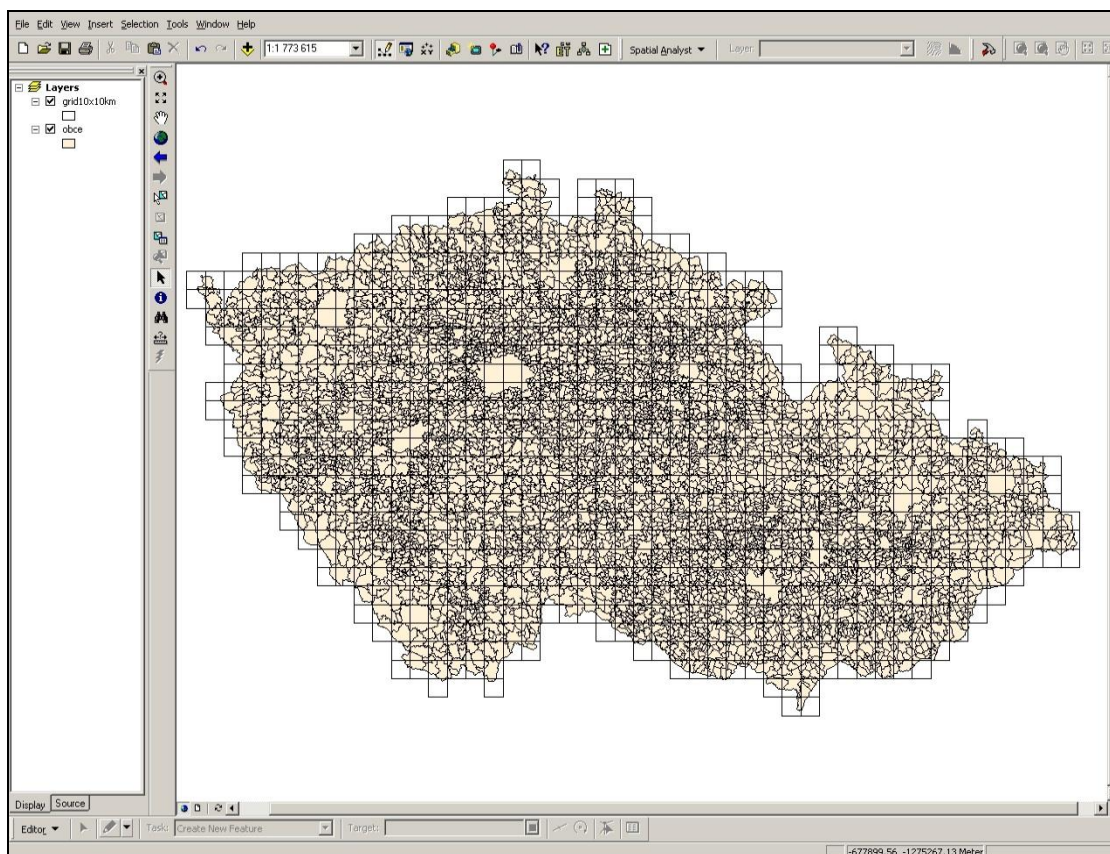 File Edit View Insert Selection Tools Window Help
1:1 773 615 Spatial Analyst Layer:
Layers
grid10x10km
obce
Display Source
Editor Task: Create New Feature Target:
-677899,56 -1275267,13 Meter